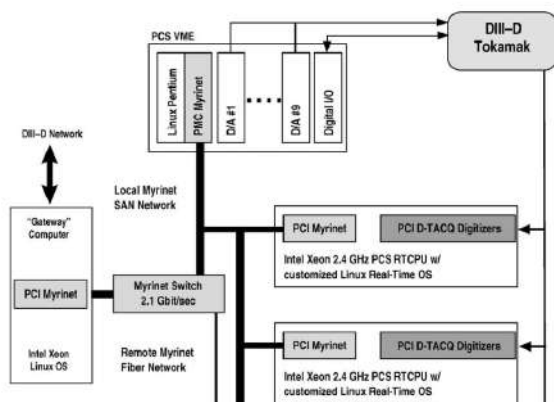 PCS VME
Linux Pentium
PMC Myrinet
D/A #1
D/A #9
Digital I/O
DIII–D
Tokamak
DIII–D Network
Local Myrinet
SAN Network
"Gateway"
Computer
PCI Myrinet
Intel Xeon
Linux OS
Myrinet Switch
2.1 Gbit/sec
Remote Myrinet
Fiber Network
PCI Myrinet
PCI D-TACQ Digitizers
Intel Xeon 2.4 GHz PCS RTCPU w/
customized Linux Real-Time OS
PCI Myrinet
PCI D-TACQ Digitizers
Intel Xeon 2.4 GHz PCS RTCPU w/
customized Linux Real-Time OS